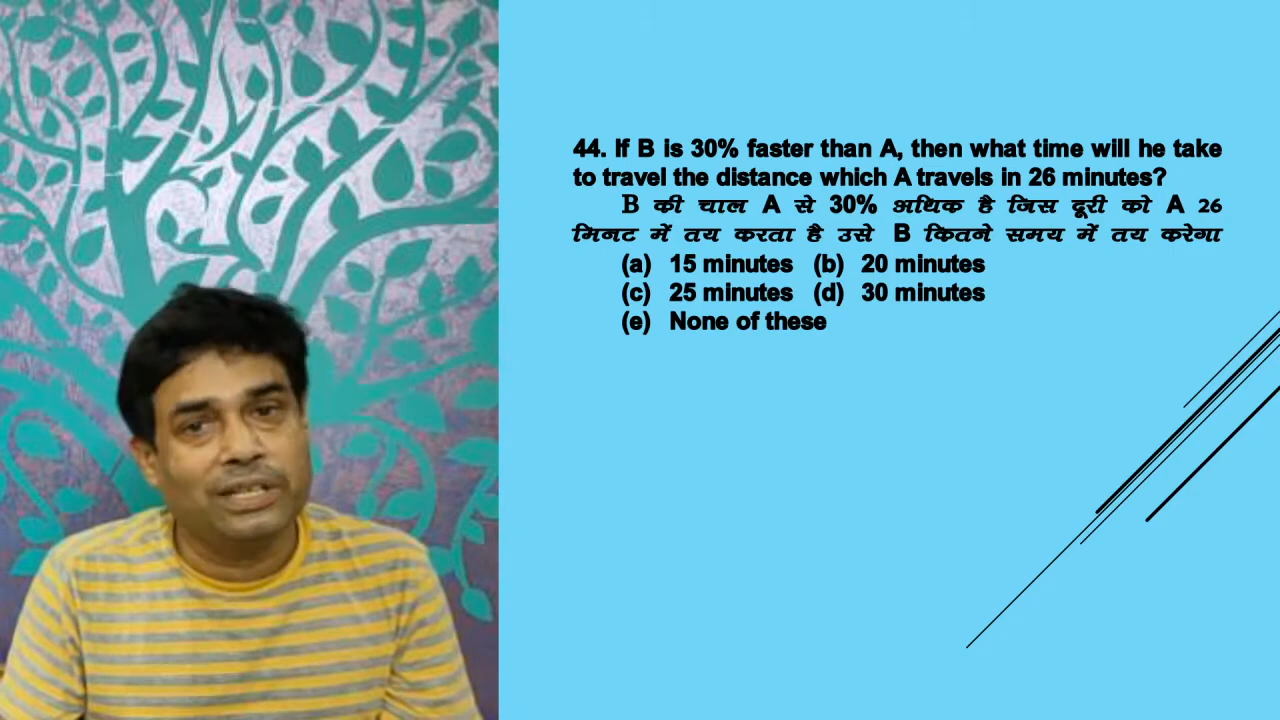 44. If B is 30% faster than A, then what time will he take
to travel the distance which A travels in 26 minutes?
B की चाल A से 30% अधिक है जिस दूरी को A 26
मिनट में तय करता है उसे B कितने समय में तय करेगा
(a) 15 minutes (b) 20 minutes
(c) 25 minutes (d) 30 minutes
(e) None of these